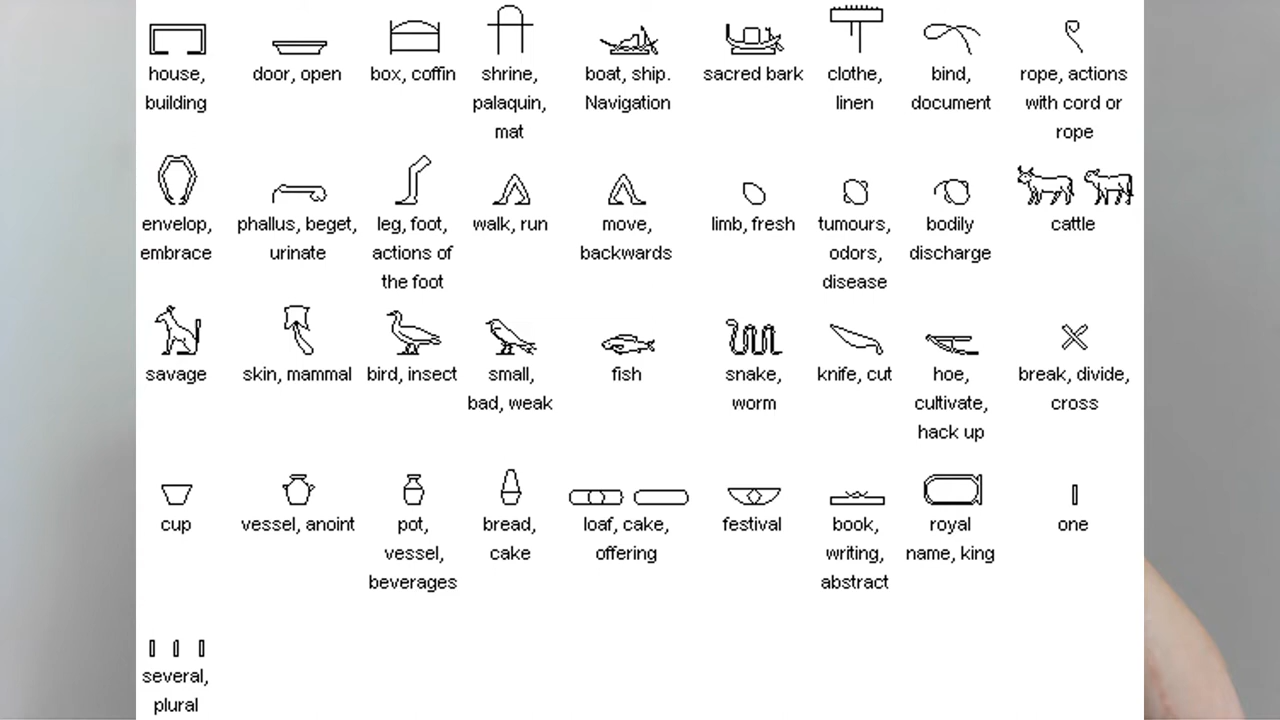 house,
building
door, open
box, coffin
shrine,
palaquin,
mat
boat, ship.
Navigation
sacred bark
clothe,
linen
bind,
document
rope, actions
with cord or
rope
envelop,
embrace
phallus, beget,
urinate
leg, foot,
actions of
the foot
walk, run
move,
backwards
limb, fresh
tumours,
odors,
disease
bodily
discharge
cattle
savage
skin, mammal
bird, insect
small,
bad, weak
fish
snake,
worm
knife, cut
hoe,
cultivate,
hack up
break, divide,
cross
cup
vessel, anoint
pot,
vessel,
beverages
bread,
cake
loaf, cake,
offering
festival
book,
writing,
abstract
royal
name, king
one
several,
plural